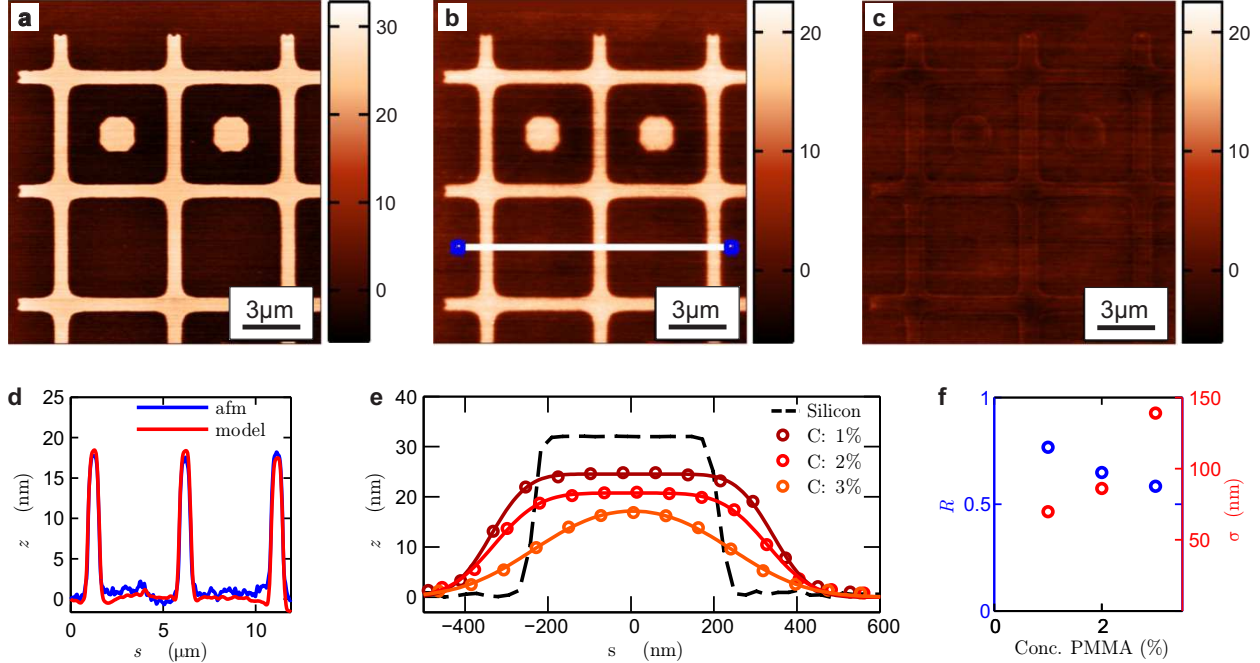 a
30
20
10
0
3µm
b
20
10
0
3µm
c
20
10
0
3µm
d
25
20
15
10
5
0
z (nm)
afm
model
0 5 10
s (µm)
e
40
30
20
10
0
z (nm)
Silicon
C: 1%
C: 2%
C: 3%
−400 −200 0 200 400 600
s (nm)
f
1
0.5
0
R
150
100
50
σ (nm)
0 2
Conc. PMMA (%)